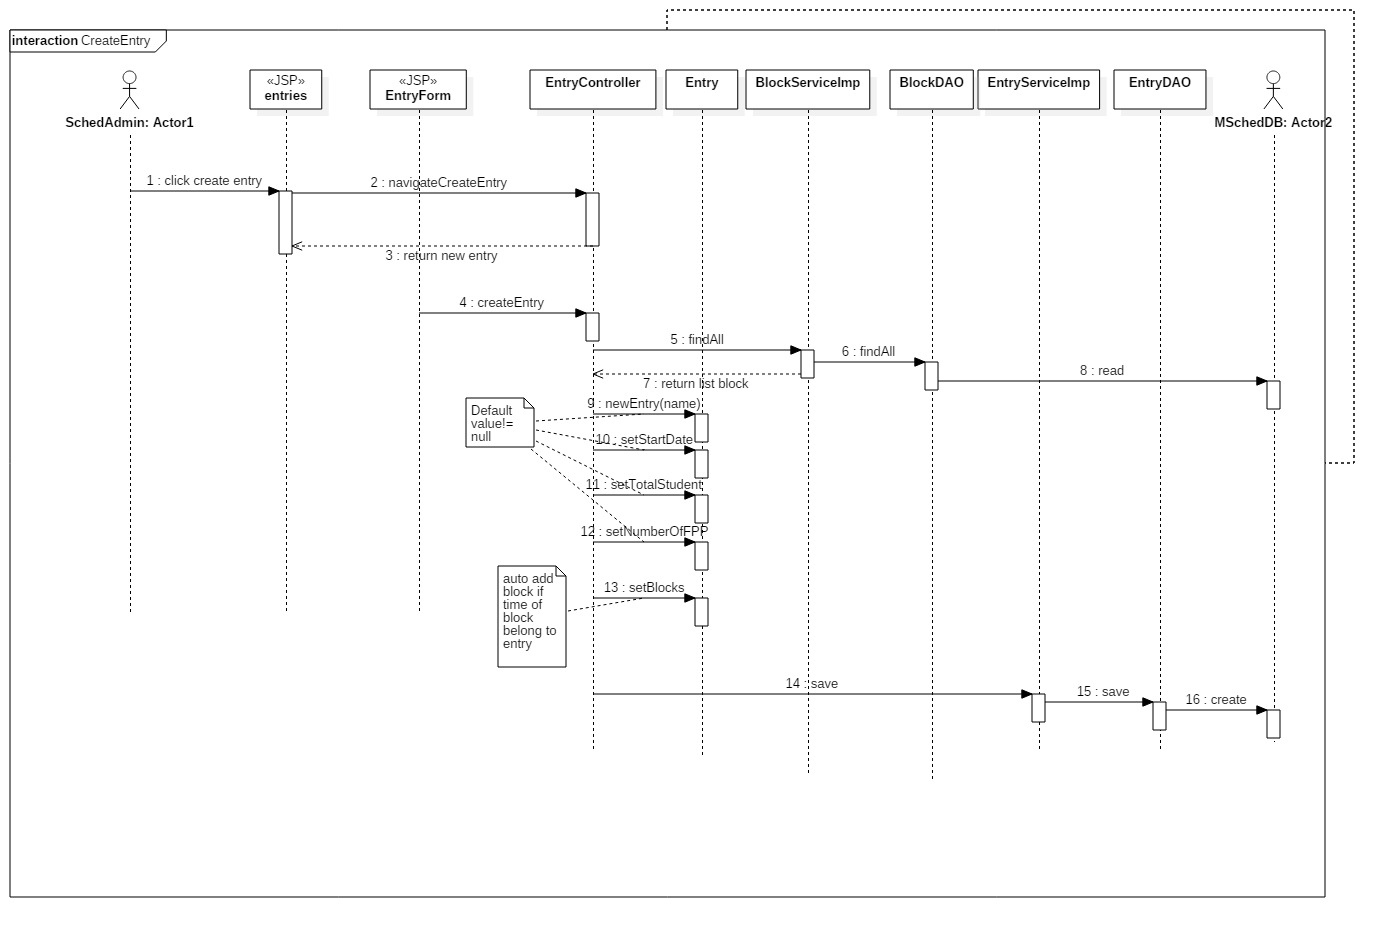 interaction CreateEntry
SchedAdmin: Actor1
«JSP»
entries
«JSP»
EntryForm
EntryController
Entry
BlockServiceImp
BlockDAO
EntryServiceImp
EntryDAO
MSchedDB: Actor2
1 : click create entry
2 : navigateCreateEntry
3 : return new entry
4 : createEntry
5 : findAll
6 : findAll
7 : return list block
8 : read
Default
value!=
null
9 : newEntry(name)
10 : setStartDate
11 : setTotalStudent
12 : setNumberOfFPP
auto add
block if
time of
block
belong to
entry
13 : setBlocks
14 : save
15 : save
16 : create